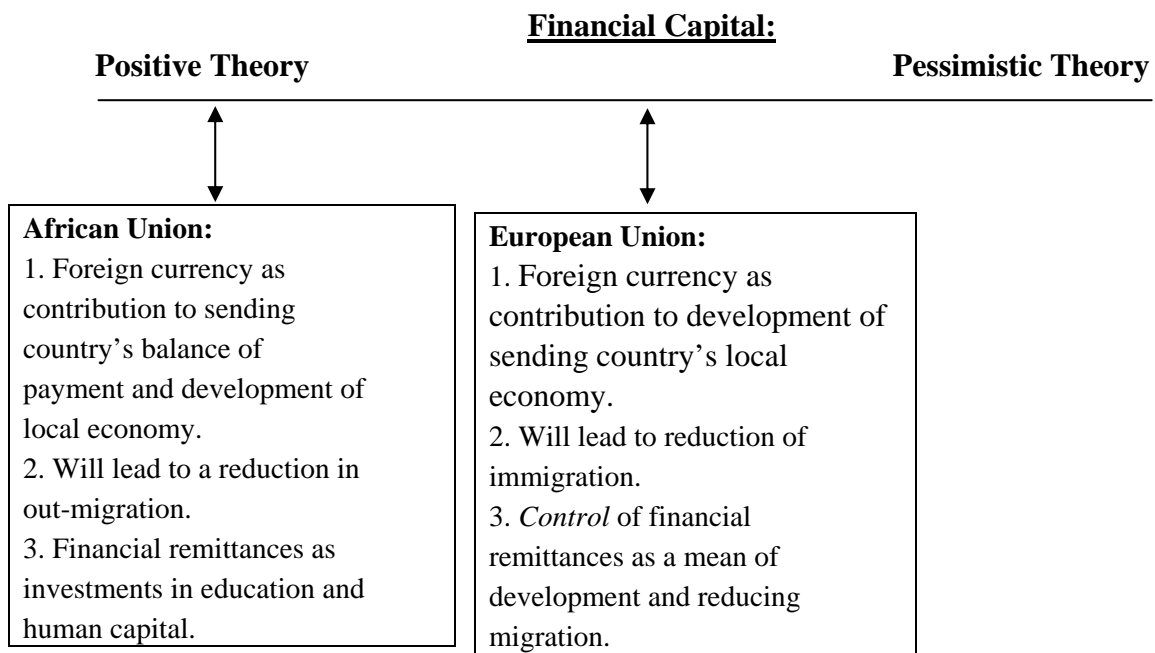 Financial Capital:
Positive Theory
Pessimistic Theory
African Union:
1. Foreign currency as
contribution to sending
country's balance of
payment and development of
local economy.
2. Will lead to a reduction in
out-migration.
3. Financial remittances as
investments in education and
human capital.
European Union:
1. Foreign currency as
contribution to development of
sending country's local
economy.
2. Will lead to reduction of
immigration.
3. Control of financial
remittances as a mean of
development and reducing
migration.